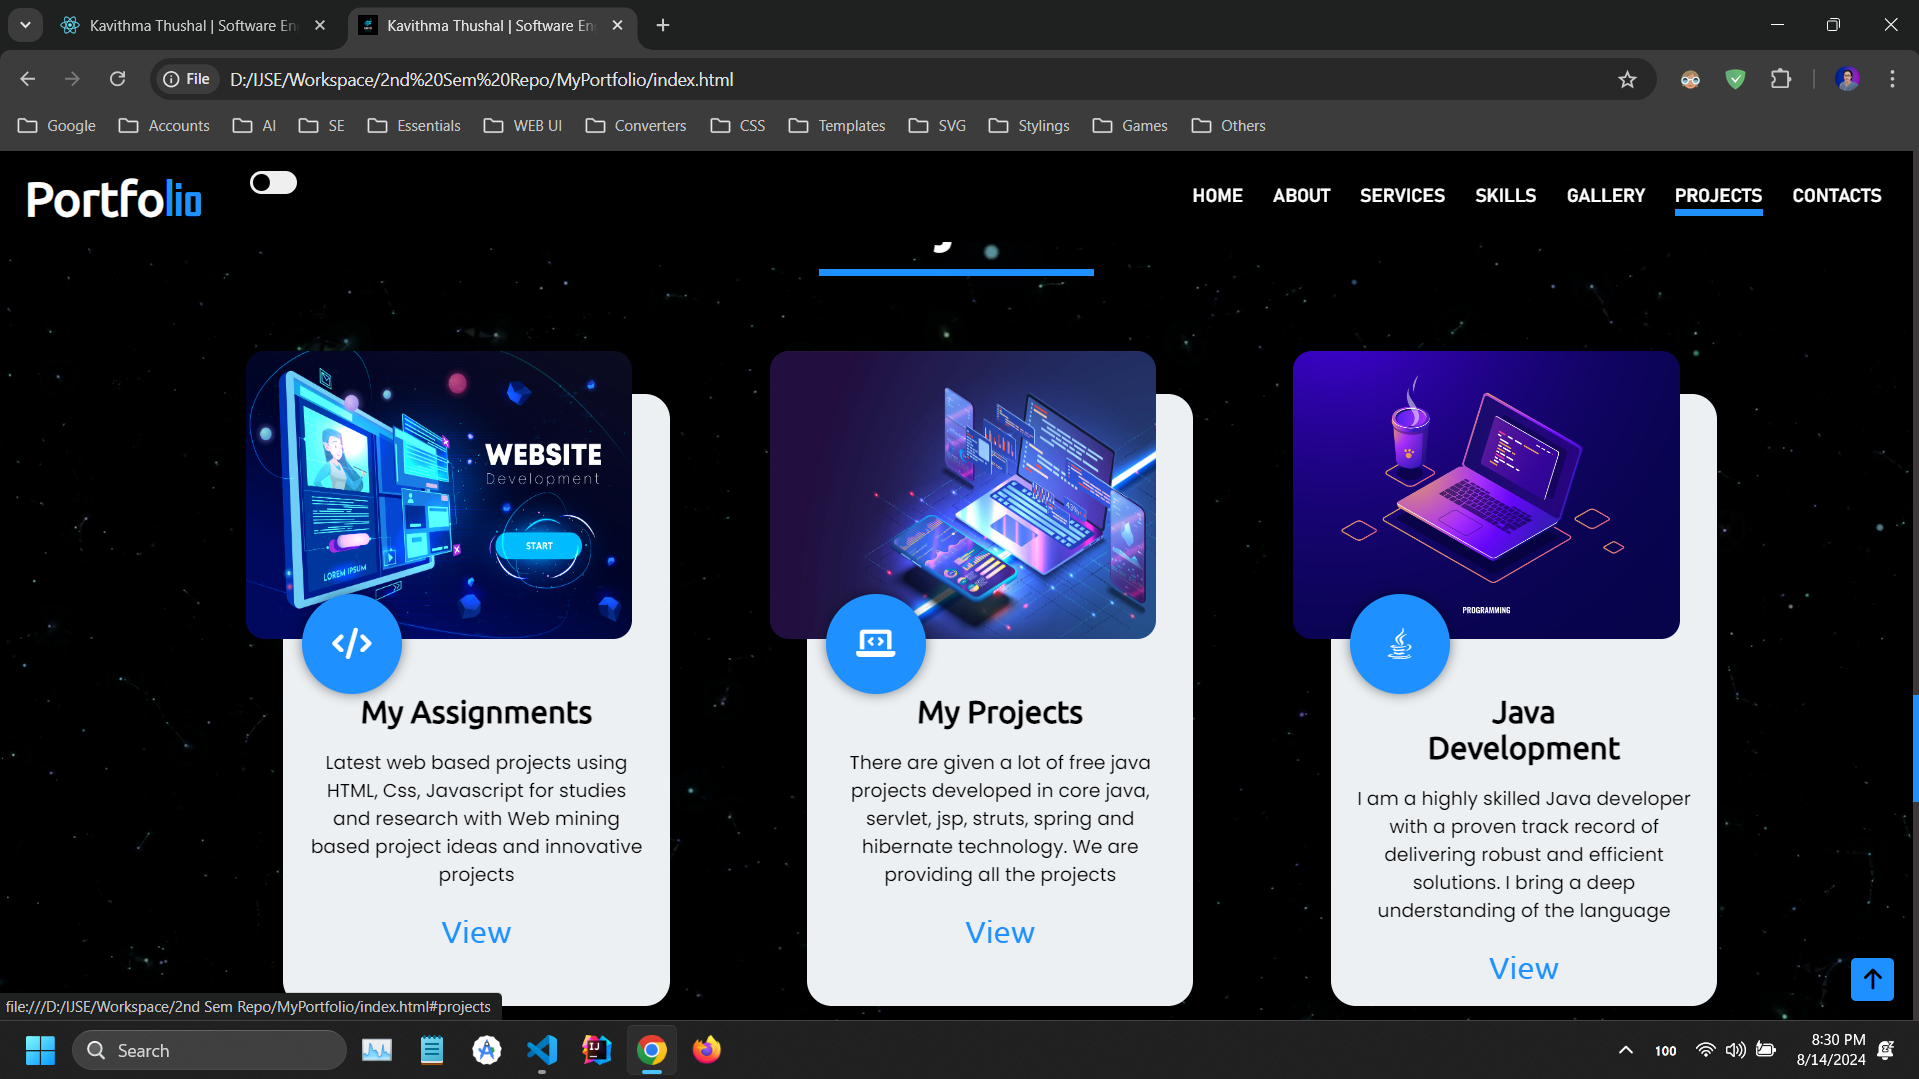 Kavithma Thushal | Software En
Kavithma Thushal | Software En
File
D:/IJSE/Workspace/2nd%20Sem%20Repo/MyPortfolio/index.html
Google
Accounts
AI
SE
Essentials
WEB UI
Converters
CSS
Templates
SVG
Stylings
Games
Others
Portfolio
HOME
ABOUT
SERVICES
SKILLS
GALLERY
PROJECTS
CONTACTS
WEBSITE
Development
START
LOREM IPSUM
My Assignments
Latest web based projects using
HTML, Css, Javascript for studies
and research with Web mining
based project ideas and innovative
projects
View
My Projects
There are given a lot of free java
projects developed in core java,
servlet, jsp, struts, spring and
hibernate technology. We are
providing all the projects
View
PROGRAMMING
Java
Development
I am a highly skilled Java developer
with a proven track record of
delivering robust and efficient
solutions. I bring a deep
understanding of the language
View
file:///D:/IJSE/Workspace/2nd Sem Repo/MyPortfolio/index.html#projects
Search
100
8:30 PM
8/14/2024